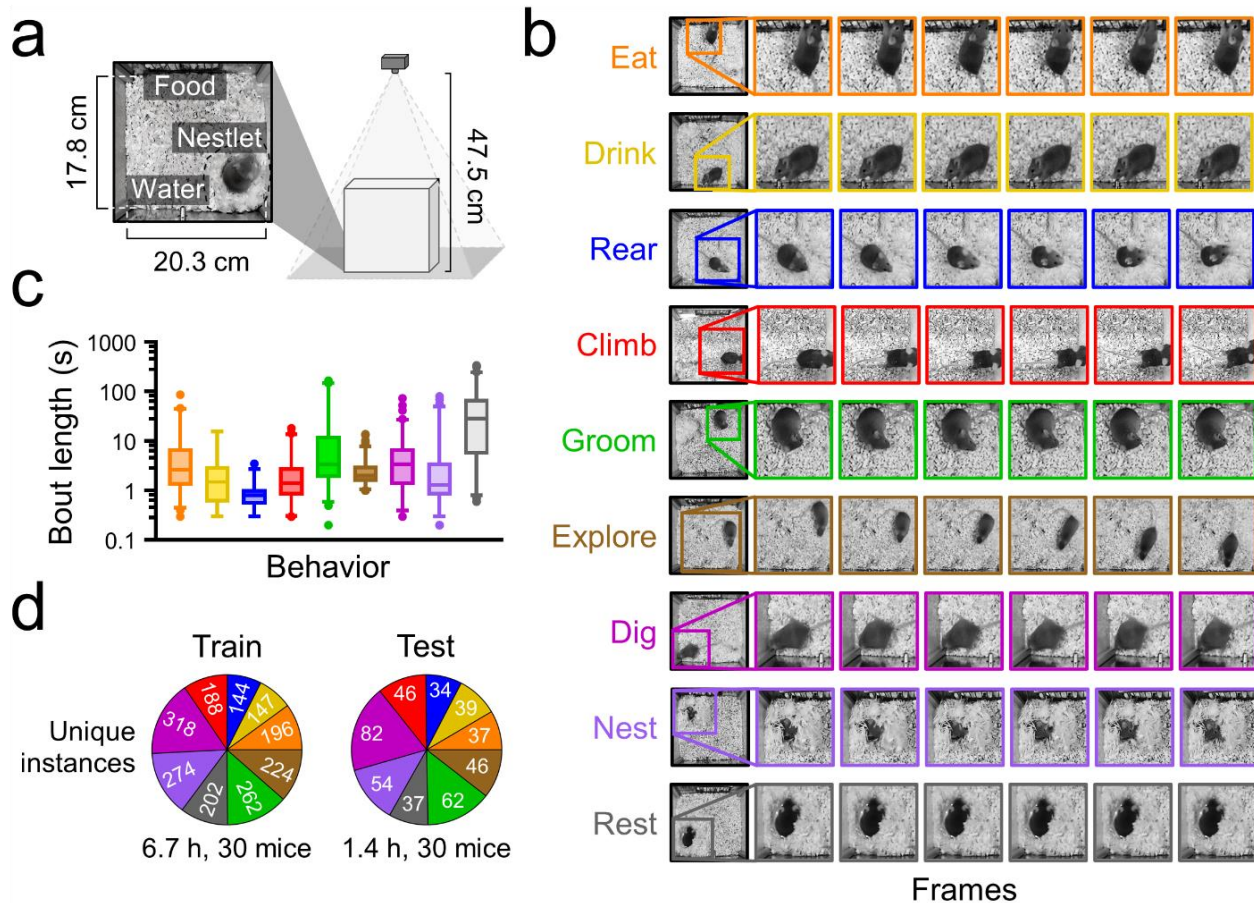 a
Food
Nestlet
Water
17.8 cm
20.3 cm
47.5 cm
b
Eat
Drink
Rear
Climb
Groom
Explore
Dig
Nest
Rest
Frames
c
Bout length (s)
1000
100
10
1
0.1
Behavior
d
Train
Test
Unique
instances
144
147
196
224
262
202
274
318
188
34
39
37
46
62
37
54
82
46
6.7 h, 30 mice
1.4 h, 30 mice